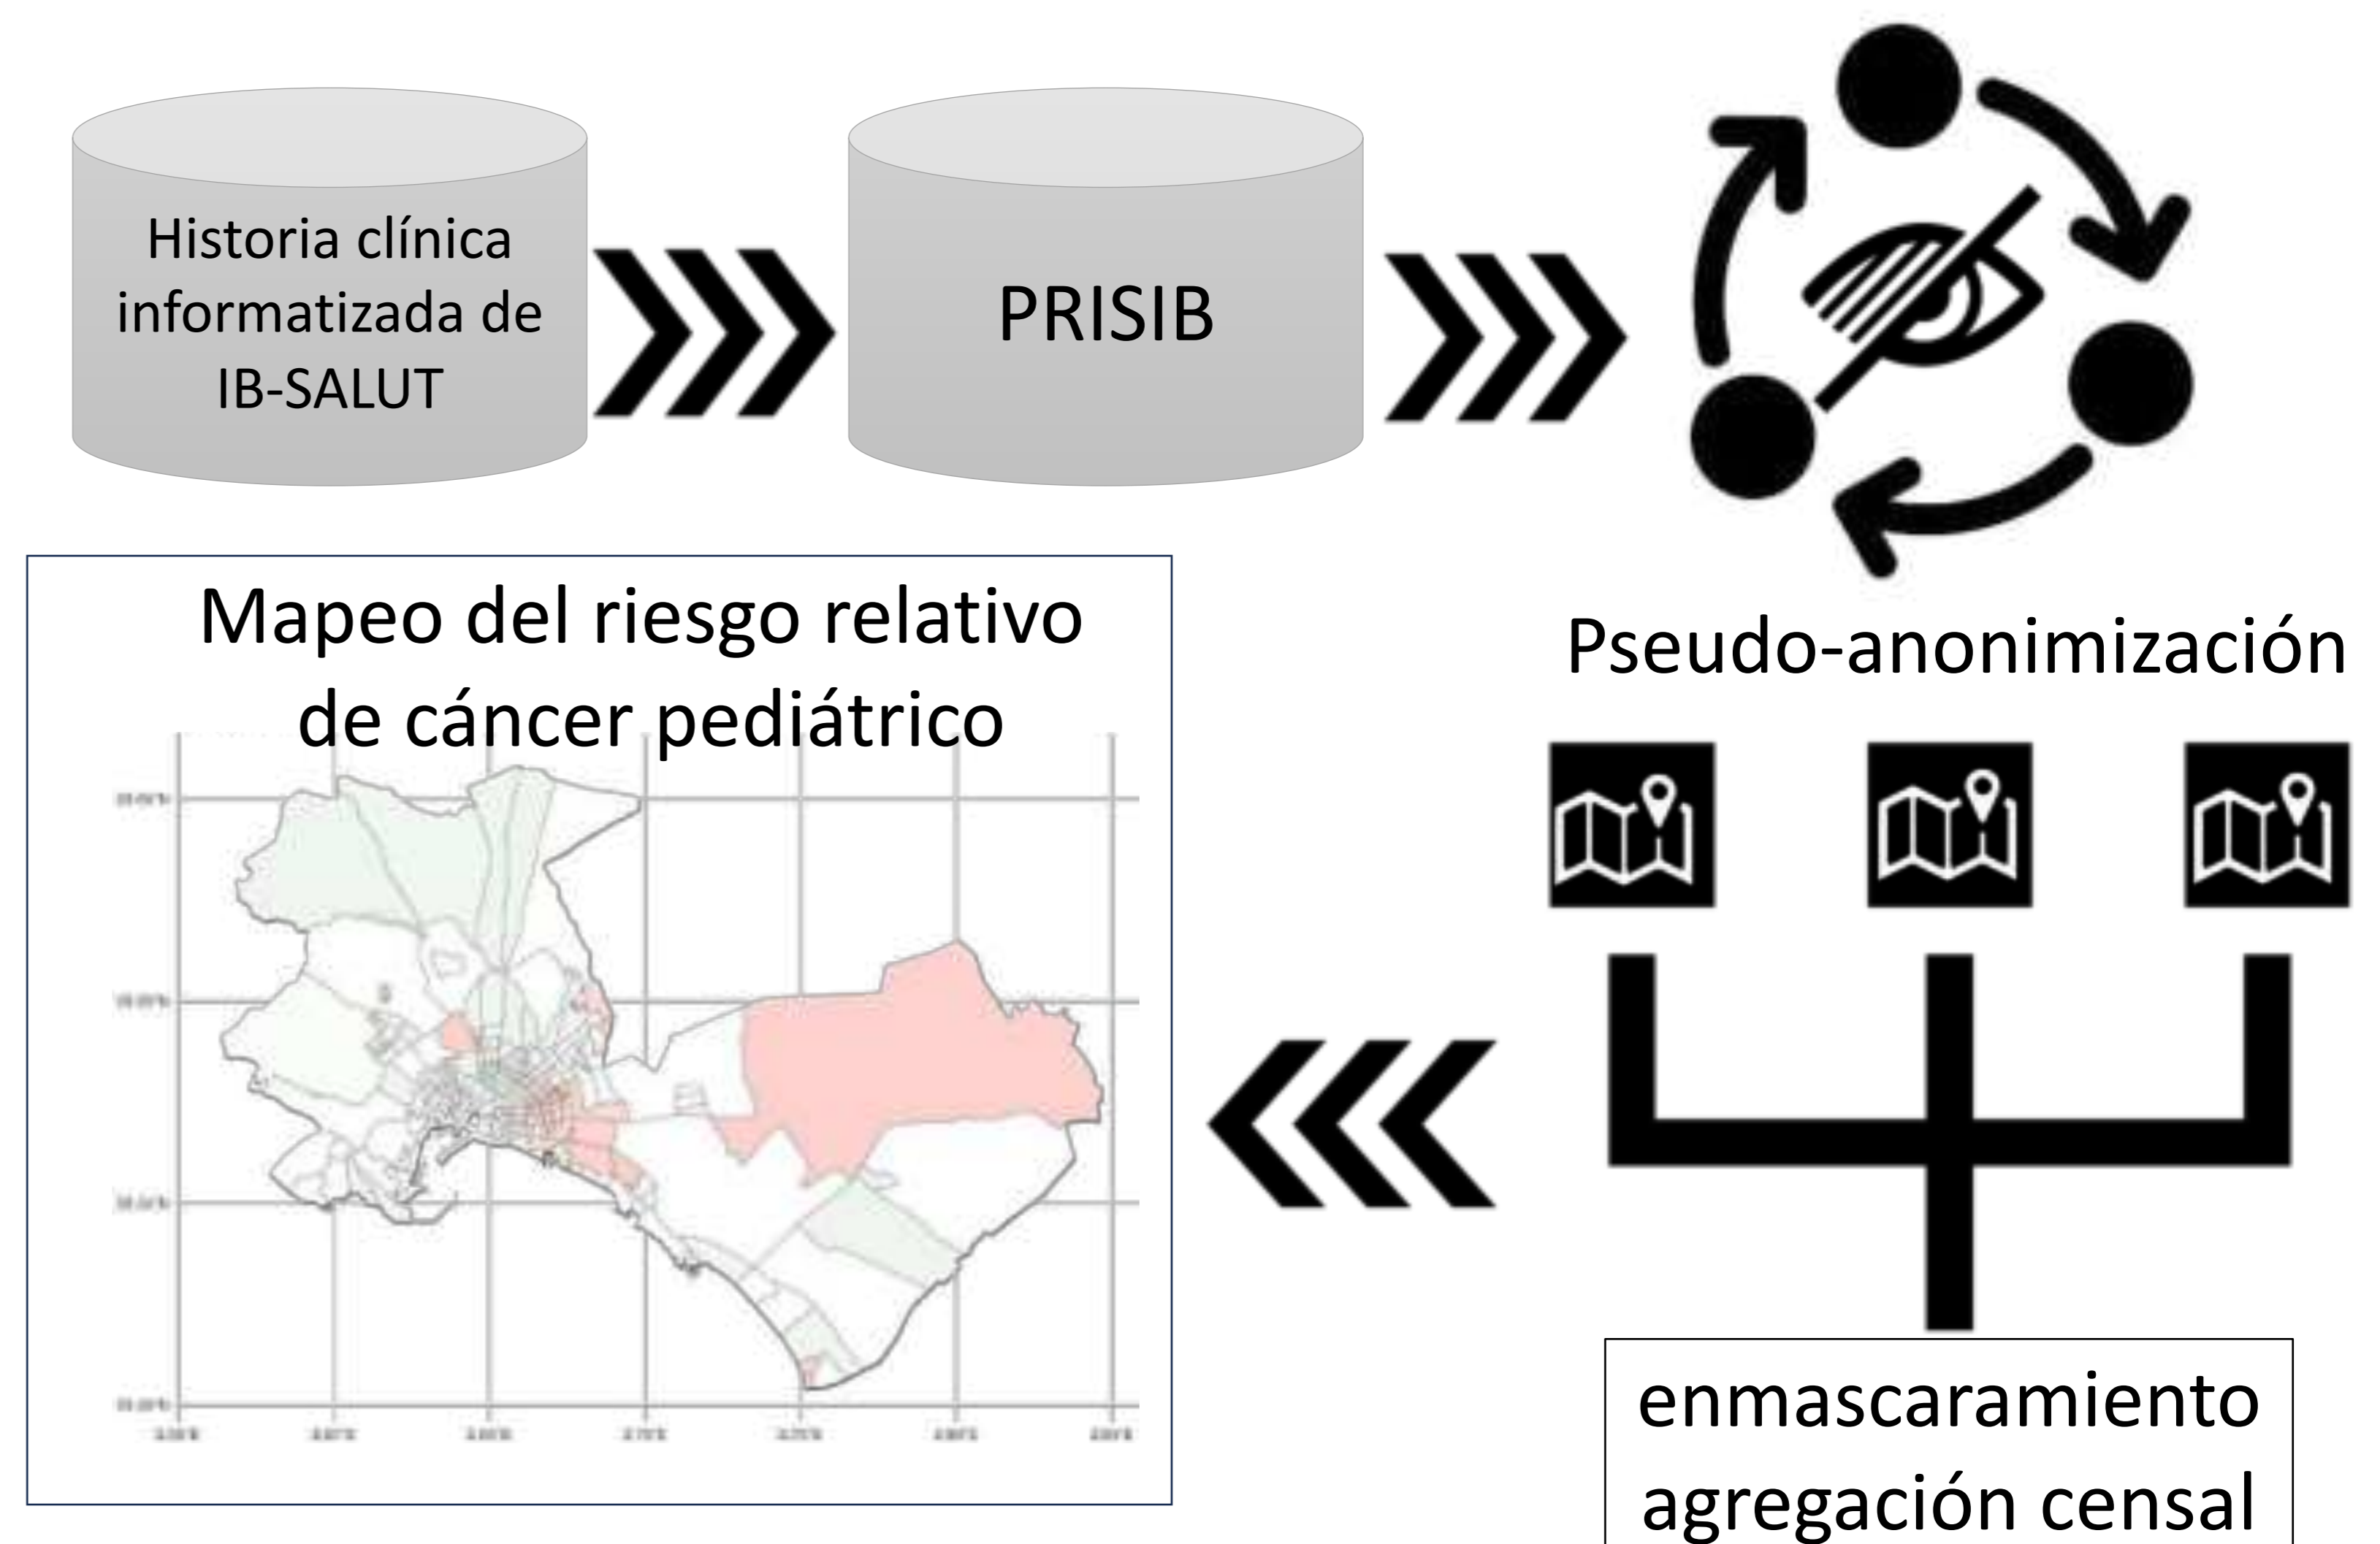 Historia clínica
informatizada de
IB-SALUT
PRISIB
Pseudo-anonimización
Mapeo del riesgo relativo
de cáncer pediátrico
enmascaramiento
agregación censal